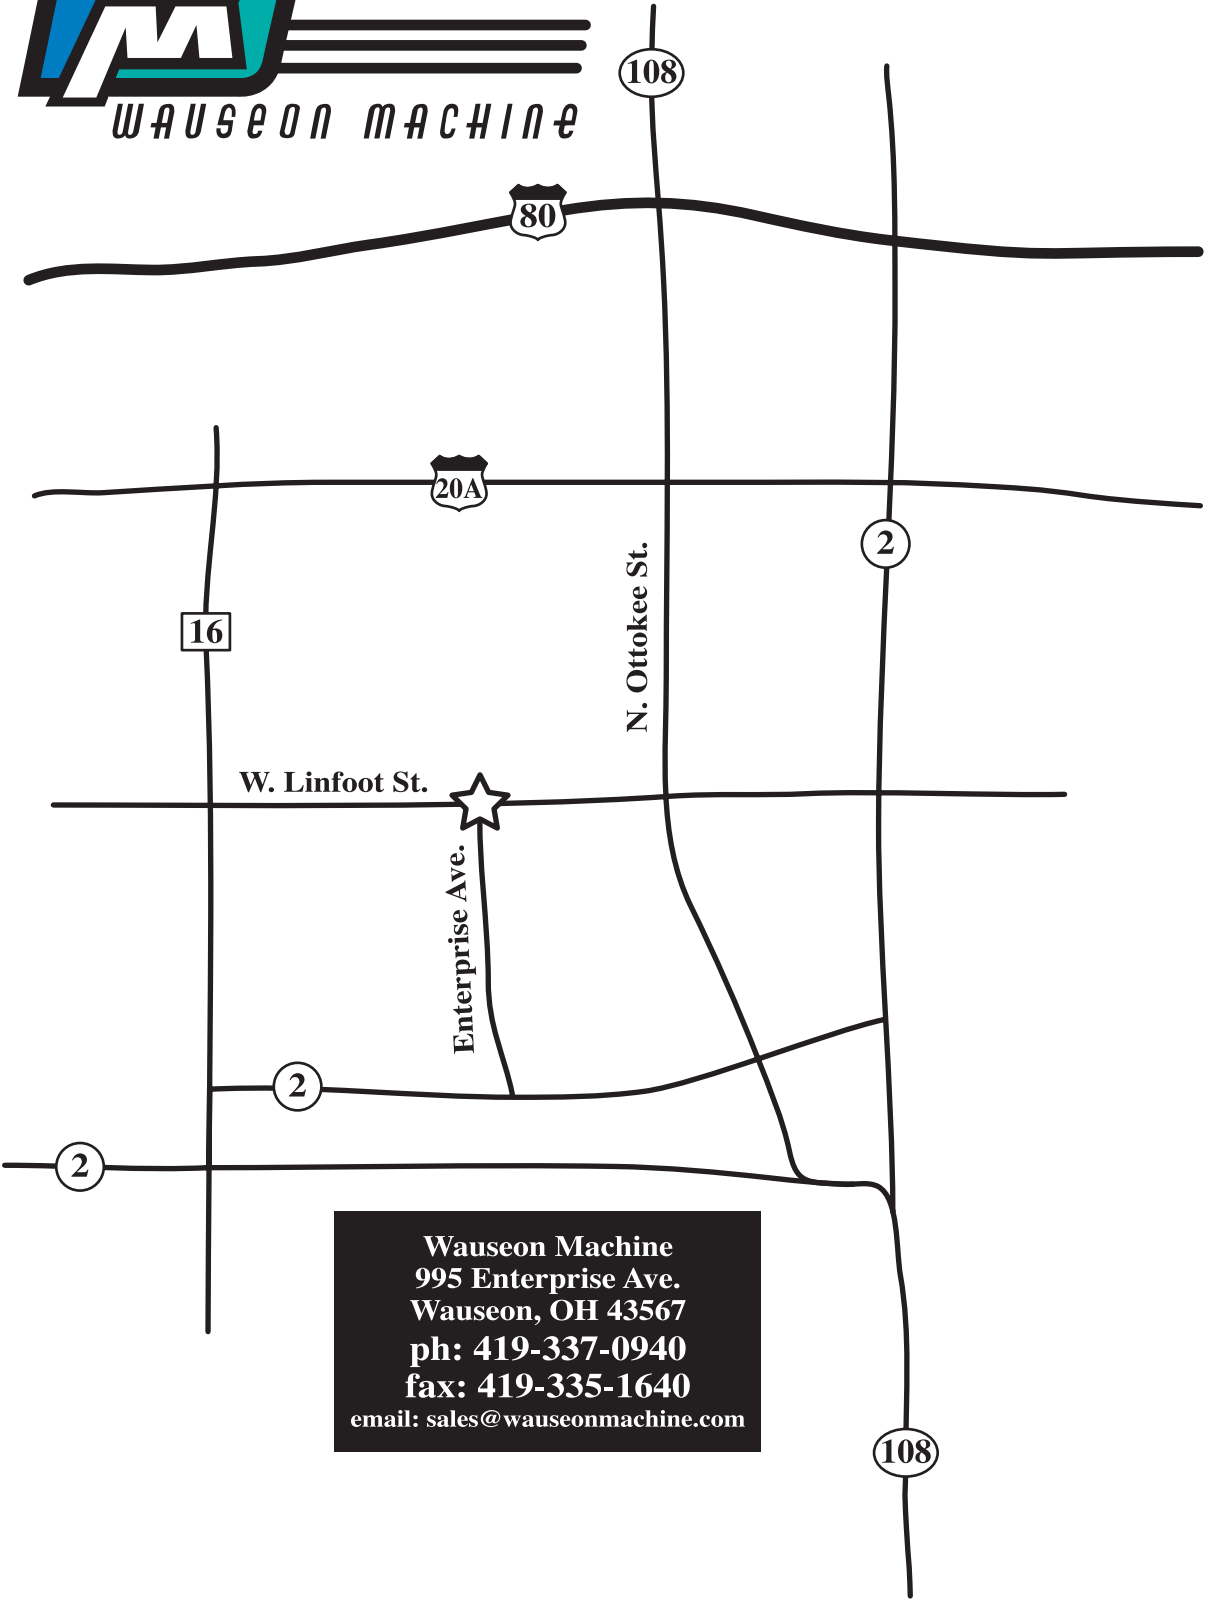 WAUSEON MACHINE
108
80
20A
2
N. Ottokee St.
16
W. Linfoot St.
Enterprise Ave.
2
2
Wauseon Machine
995 Enterprise Ave.
Wauseon, OH 43567
ph: 419-337-0940
fax: 419-335-1640
email: sales@wauseonmachine.com
108